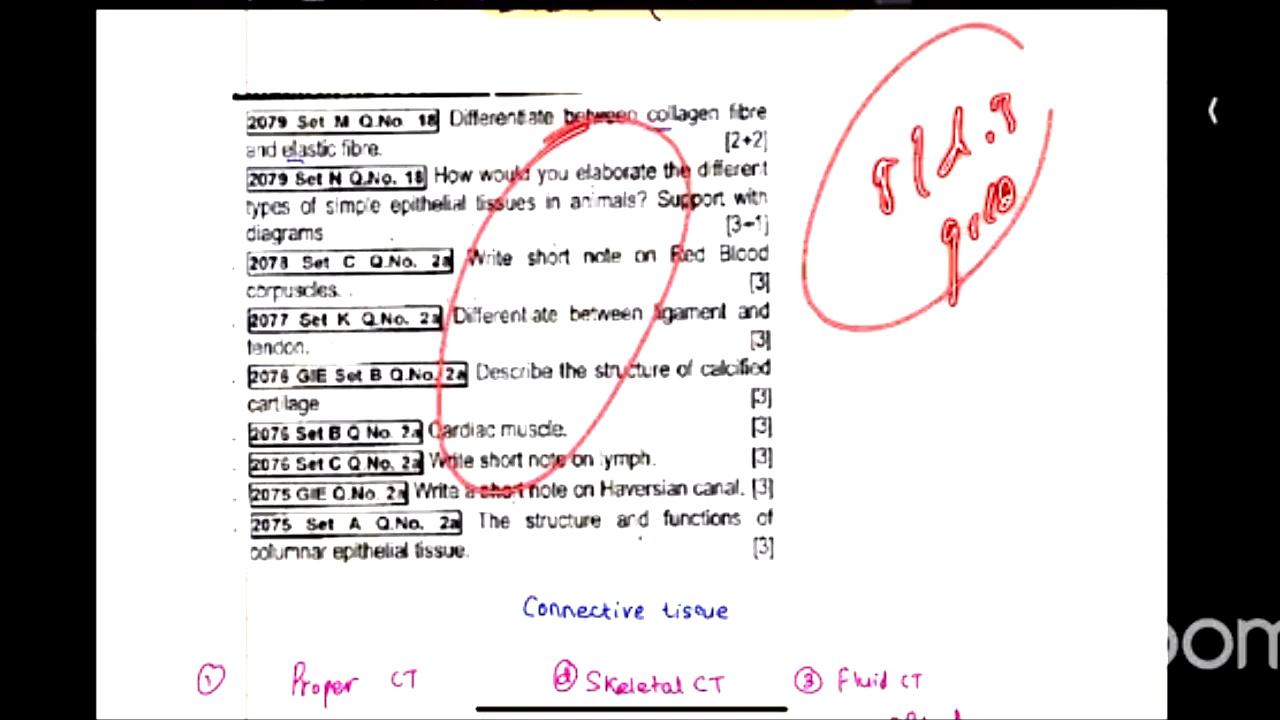 2079 Set M Q.No 18 Differentiate between collagen fibre
and elastic fibre. [2+2]
2079 Set N Q.No. 18 How would you elaborate the different
types of simple epithelial tissues in animals? Support with
diagrams [3+1]
2078 Set C Q.No. 2a Write short note on Red Blood
corpuscles. [3]
2077 Set K Q.No. 2a Differentiate between ligament and
tendon. [3]
2076 GIE Set B Q.No. 2a Describe the structure of calcified
cartilage [3]
2076 Set B Q No. 2a Cardiac muscle. [3]
2076 Set C Q.No. 2a Write short note on lymph. [3]
2075 GIE Q.No. 2a Write a short note on Haversian canal. [3]
2075 Set A Q.No. 2a The structure and functions of
columnar epithelial tissue. [3]
Connective tissue
① Proper CT ② Skeletal CT ③ Fluid CT
oom